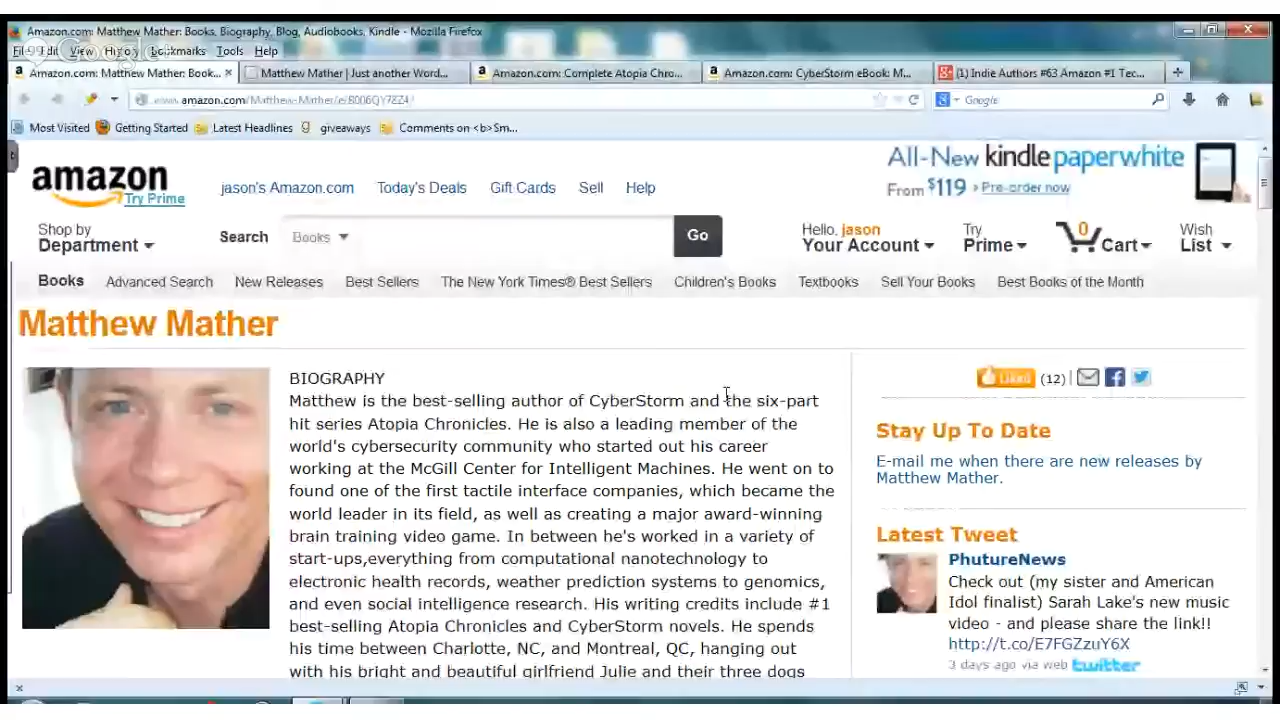 Amazon.com: Matthew Mather: Books, Biography, Blog, Audiobooks, Kindle - Mozilla Firefox
Edit View History Bookmarks Tools Help
Amazon.com: Matthew Mather: Book... × Matthew Mather | Just another Word... Amazon.com: Complete Atopia Chro... Amazon.com: CyberStorm eBook: M... (1) Indie Authors #63 Amazon #1 Tec... +
Google
Most Visited Getting Started Latest Headlines giveaways Comments on <b>Sm...
amazon
Try Prime
jason's Amazon.com Today's Deals Gift Cards Sell Help
All-New kindle paperwhite
From $119 › Pre-order now
Shop by
Department
Search Books Go
Hello, jason
Your Account
Try
Prime
0
Cart
Wish
List
Books Advanced Search New Releases Best Sellers The New York Times® Best Sellers Children's Books Textbooks Sell Your Books Best Books of the Month
Matthew Mather
BIOGRAPHY
Matthew is the best-selling author of CyberStorm and the six-part
hit series Atopia Chronicles. He is also a leading member of the
world's cybersecurity community who started out his career
working at the McGill Center for Intelligent Machines. He went on to
found one of the first tactile interface companies, which became the
world leader in its field, as well as creating a major award-winning
brain training video game. In between he's worked in a variety of
start-ups,everything from computational nanotechnology to
electronic health records, weather prediction systems to genomics,
and even social intelligence research. His writing credits include #1
best-selling Atopia Chronicles and CyberStorm novels. He spends
his time between Charlotte, NC, and Montreal, QC, hanging out
with his bright and beautiful girlfriend Julie and their three dogs
Liked (12) |
Stay Up To Date
E-mail me when there are new releases by
Matthew Mather.
Latest Tweet
PhutureNews
Check out (my sister and American
Idol finalist) Sarah Lake's new music
video - and please share the link!!
http://t.co/E7FGZzuY6X
3 days ago via web twitter